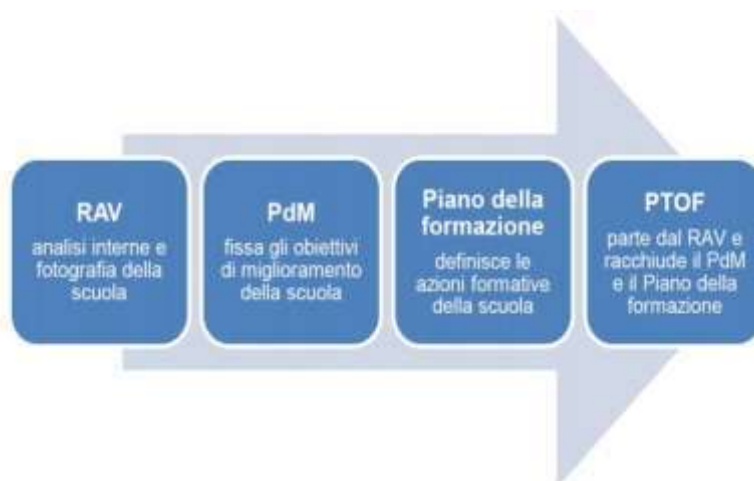 RAV
analisi interne e
fotografia della
scuola
PdM
fissa gli obiettivi
di miglioramento
della scuola
Piano della
formazione
definisce le
azioni formative
della scuola
PTOF
parte dal RAV e
racchiude il PdM
e il Piano della
formazione